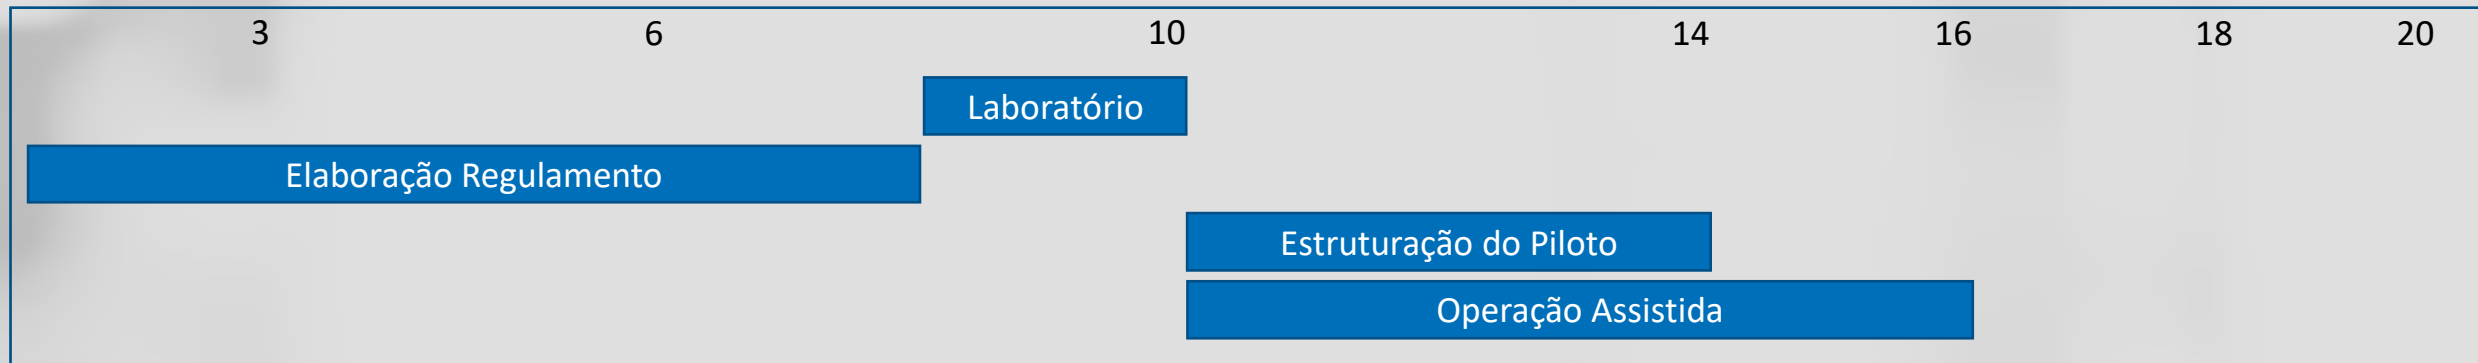 3 6 10 14 16 18 20
Laboratório
Elaboração Regulamento
Estruturação do Piloto
Operação Assistida